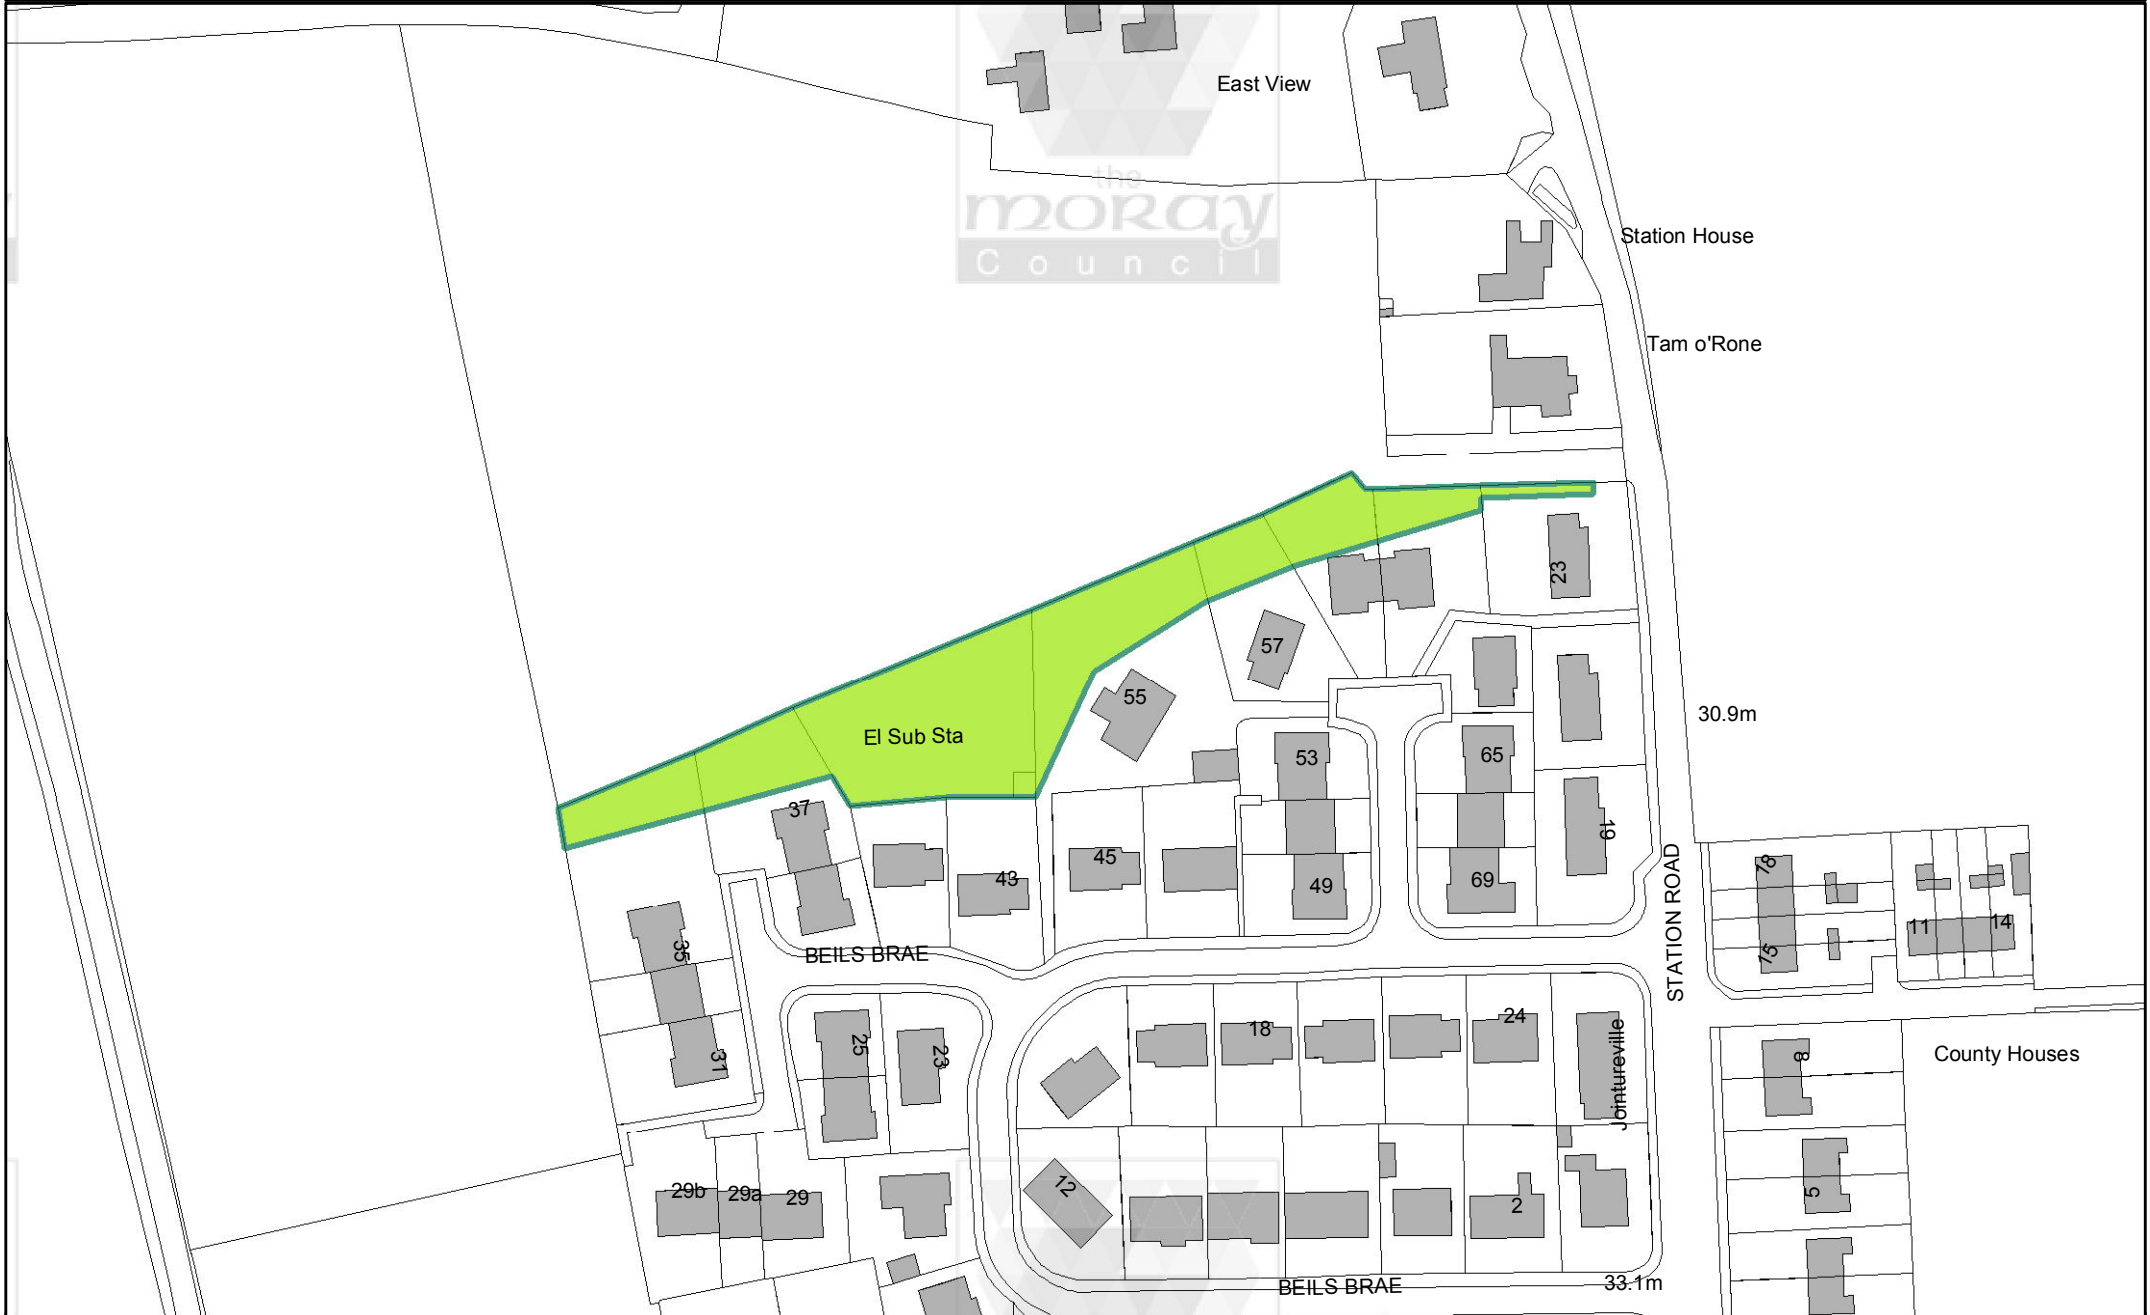 East View
the
moray
Council
Station House
Tam o'Rone
23
57
55
30.9m
El Sub Sta
53
65
37
19
45
43
49
69
18
STATION ROAD
11
14
35
BEILS BRAE
15
24
18
25
23
31
Jointureville
8
County Houses
12
29b
29a
29
2
5
BEILS BRAE
33.1m